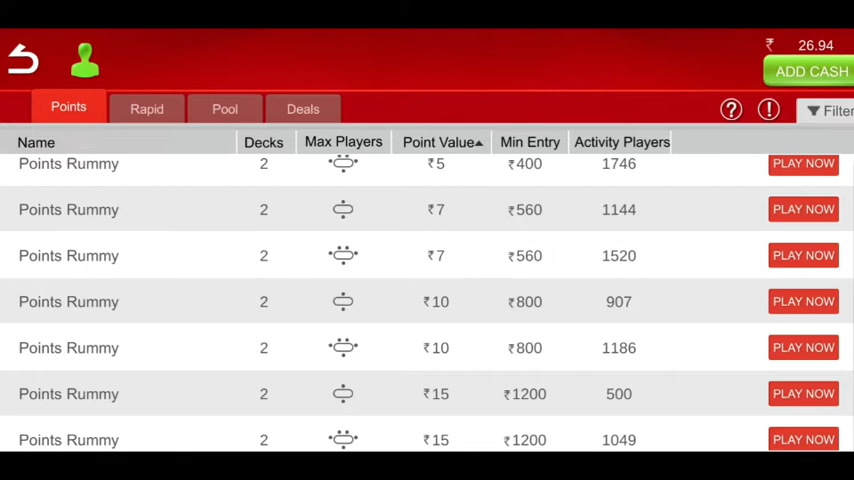 ₹ 26.94
ADD CASH
Points Rapid Pool Deals ? ! Filter
Name Decks Max Players Point Value Min Entry Activity Players
Points Rummy 2 ₹5 ₹400 1746 PLAY NOW
Points Rummy 2 ₹7 ₹560 1144 PLAY NOW
Points Rummy 2 ₹7 ₹560 1520 PLAY NOW
Points Rummy 2 ₹10 ₹800 907 PLAY NOW
Points Rummy 2 ₹10 ₹800 1186 PLAY NOW
Points Rummy 2 ₹15 ₹1200 500 PLAY NOW
Points Rummy 2 ₹15 ₹1200 1049 PLAY NOW